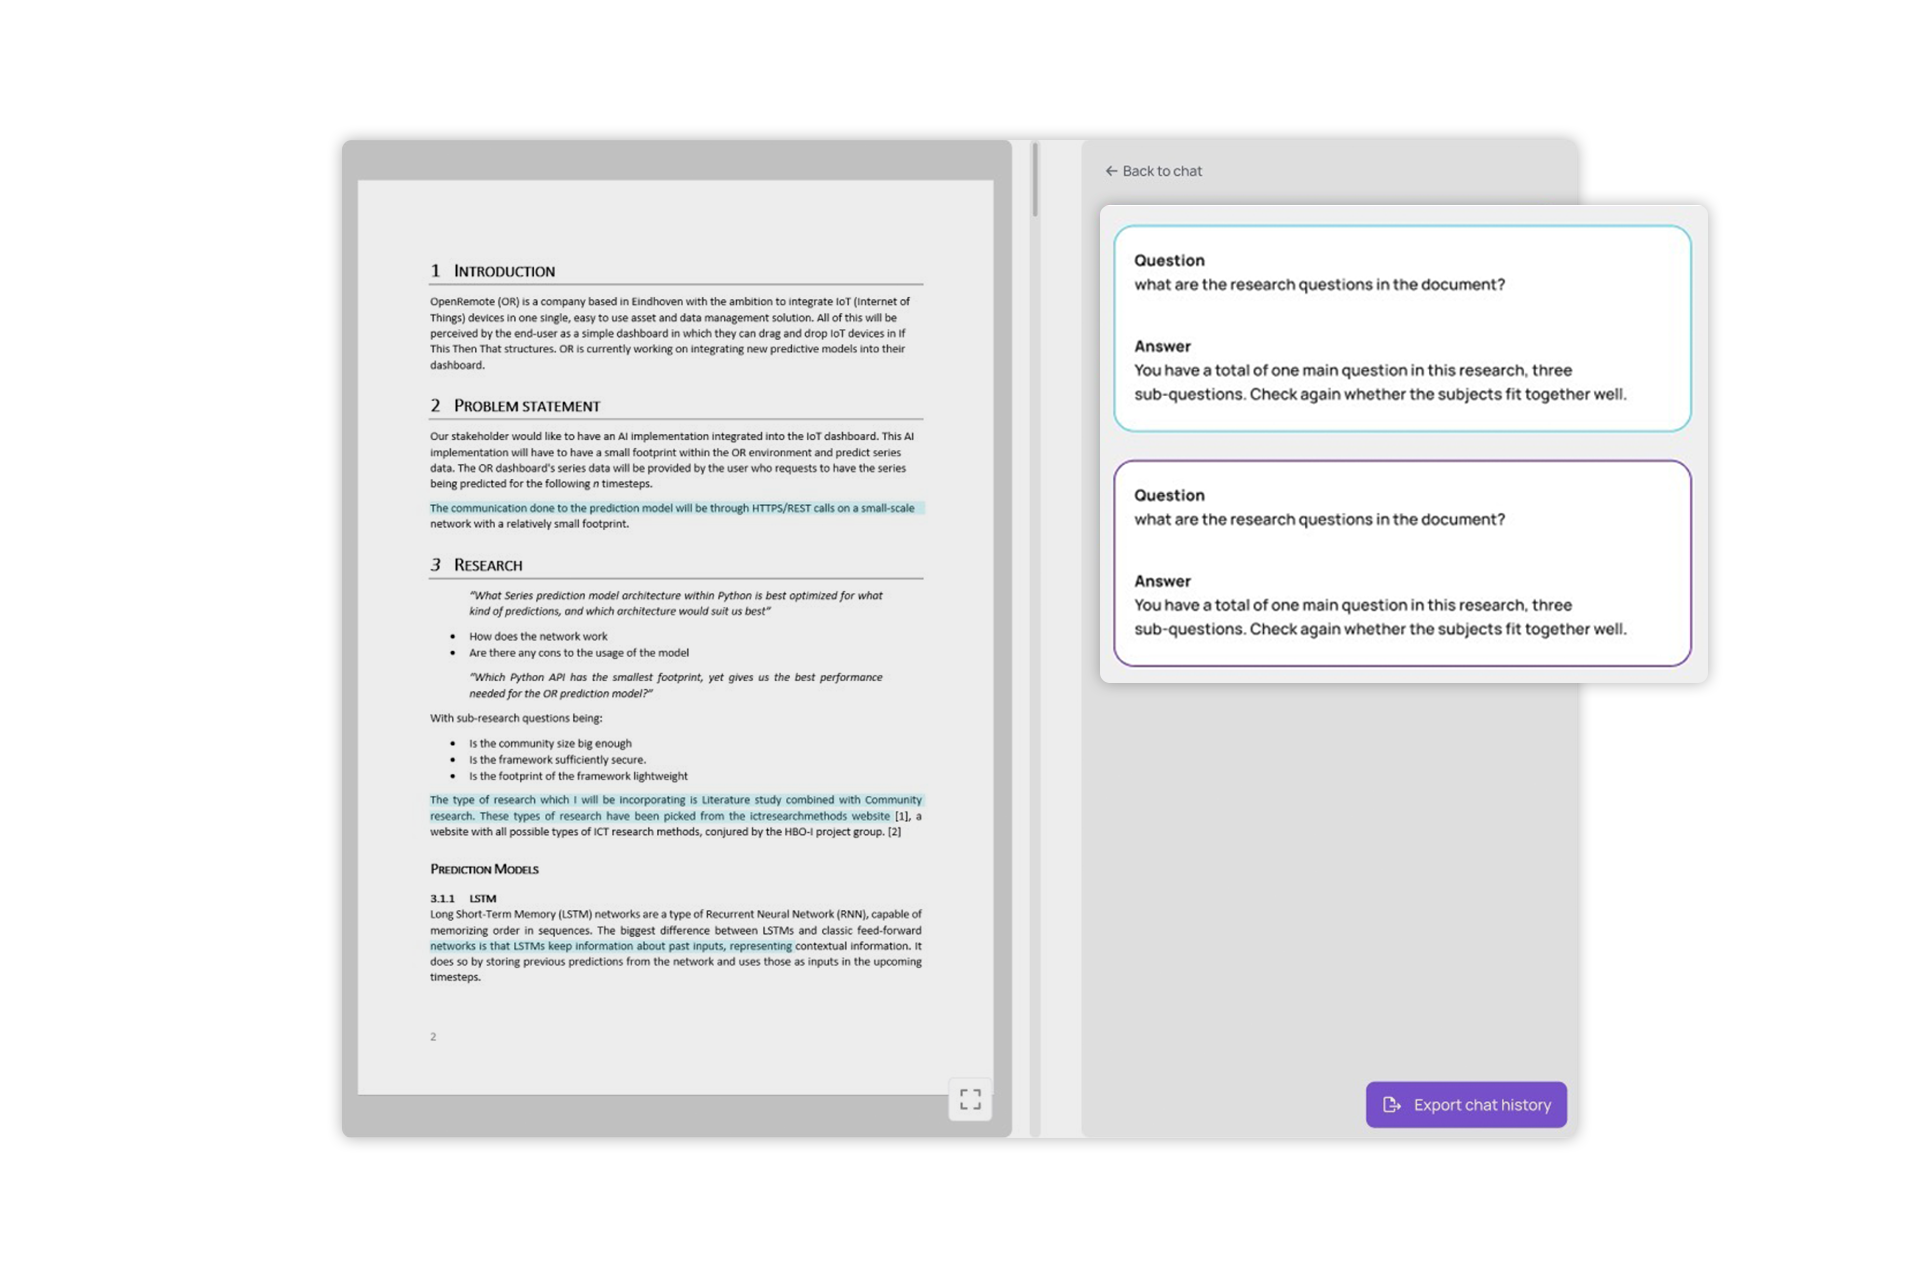 1 INTRODUCTION
OpenRemote (OR) is a company based in Eindhoven with the ambition to integrate IoT (Internet of
Things) devices in one single, easy to use asset and data management solution. All of this will be
perceived by the end-user as a simple dashboard in which they can drag and drop IoT devices in If
This Then That structures. OR is currently working on integrating new predictive models into their
dashboard.
2 PROBLEM STATEMENT
Our stakeholder would like to have an AI implementation integrated into the IoT dashboard. This AI
implementation will have to have a small footprint within the OR environment and predict series
data. The OR dashboard's series data will be provided by the user who requests to have the series
being predicted for the following n timesteps.
The communication done to the prediction model will be through HTTPS/REST calls on a small-scale
network with a relatively small footprint.
3 RESEARCH
"What Series prediction model architecture within Python is best optimized for what
kind of predictions, and which architecture would suit us best"
• How does the network work
• Are there any cons to the usage of the model
"Which Python API has the smallest footprint, yet gives us the best performance
needed for the OR prediction model?"
With sub-research questions being:
• Is the community size big enough
• Is the framework sufficiently secure.
• Is the footprint of the framework lightweight
The type of research which I will be incorporating is Literature study combined with Community
research. These types of research have been picked from the ictresearchmethods website [1], a
website with all possible types of ICT research methods, conjured by the HBO-I project group. [2]
PREDICTION MODELS
3.1.1 LSTM
Long Short-Term Memory (LSTM) networks are a type of Recurrent Neural Network (RNN), capable of
memorizing order in sequences. The biggest difference between LSTMs and classic feed-forward
networks is that LSTMs keep information about past inputs, representing contextual information. It
does so by storing previous predictions from the network and uses those as inputs in the upcoming
timesteps.
2
← Back to chat
Question
what are the research questions in the document?
Answer
You have a total of one main question in this research, three
sub-questions. Check again whether the subjects fit together well.
Question
what are the research questions in the document?
Answer
You have a total of one main question in this research, three
sub-questions. Check again whether the subjects fit together well.
Export chat history